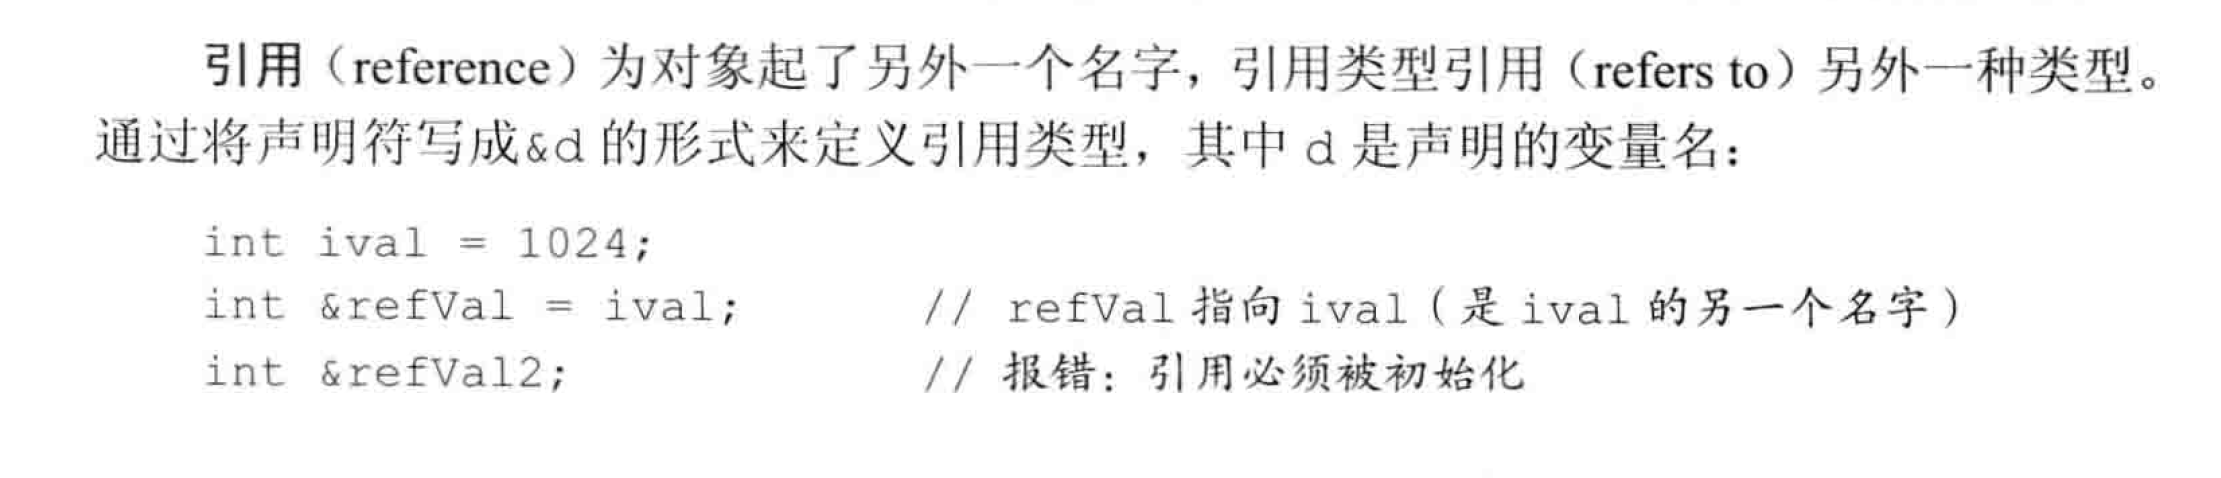 引用（reference）为对象起了另外一个名字，引用类型引用（refers to）另外一种类型。
通过将声明符写成&d 的形式来定义引用类型，其中 d 是声明的变量名：
int ival = 1024;
int &refVal = ival; // refVal 指向 ival（是 ival 的另一个名字）
int &refVal2; // 报错：引用必须被初始化